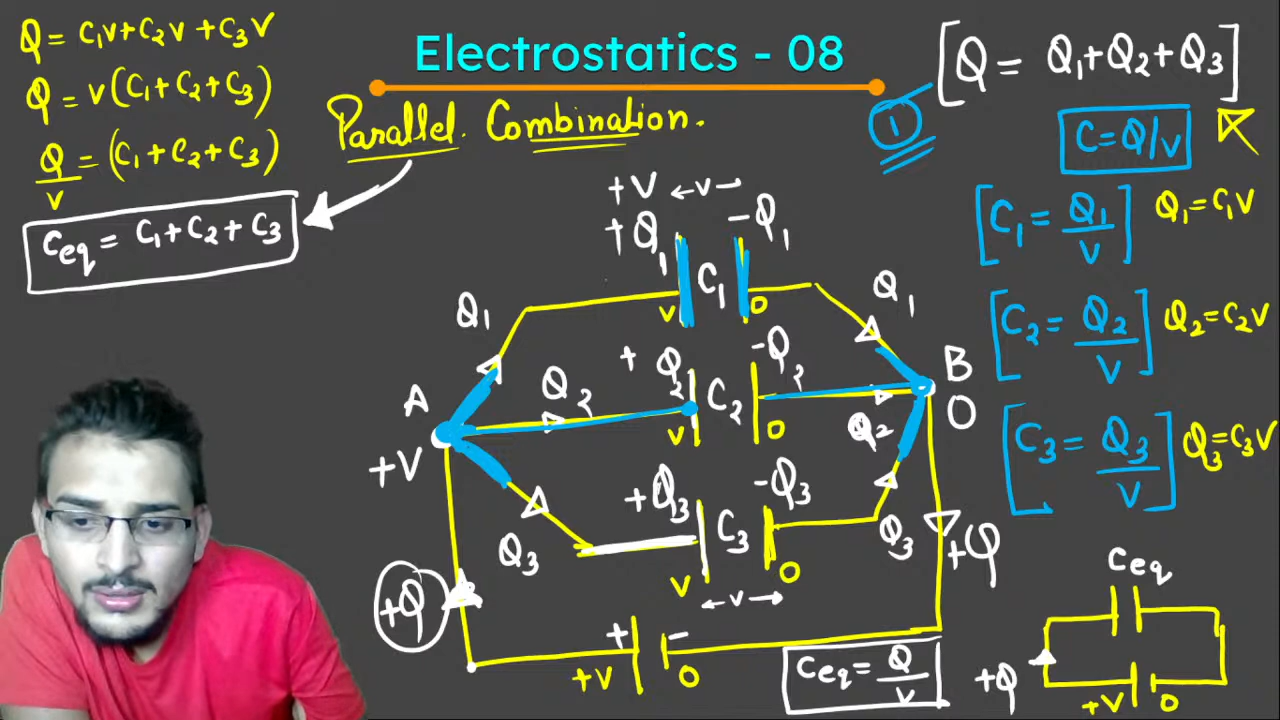 Electrostatics - 08
Q = C1V+C2V+C3V
Q = V(C1+C2+C3)
Q/V = (C1+C2+C3)
Ceq = C1+C2+C3
Parallel Combination.
[Q = Q1+Q2+Q3]
1
C=Q/V
[C1 = Q1/V] Q1=C1V
[C2 = Q2/V] Q2=C2V
[C3 = Q3/V] Q3=C3V
+V ←V-
+Q1 -Q1
C1
V 0
Q1 Q1
+Q2 -Q2
C2
V 0
Q2 Q2
A
+V
B
0
+Q3 -Q3
C3
V 0
Q3 Q3
←V→
+Q +Q
+ -
+V 0
Ceq = Q/V
Ceq
+Q
+V 0